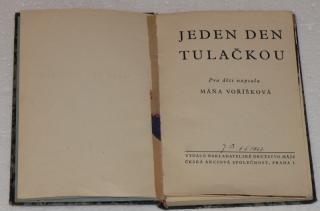 JEDEN DEN
TULAČKOU
Pro děti napsala
MÁŇA VOŘÍŠKOVÁ
VYDALO NAKLADATELSKÉ DRUŽSTVO MÁJE
ČESKÁ AKCIOVÁ SPOLEČNOST, PRAHA I.